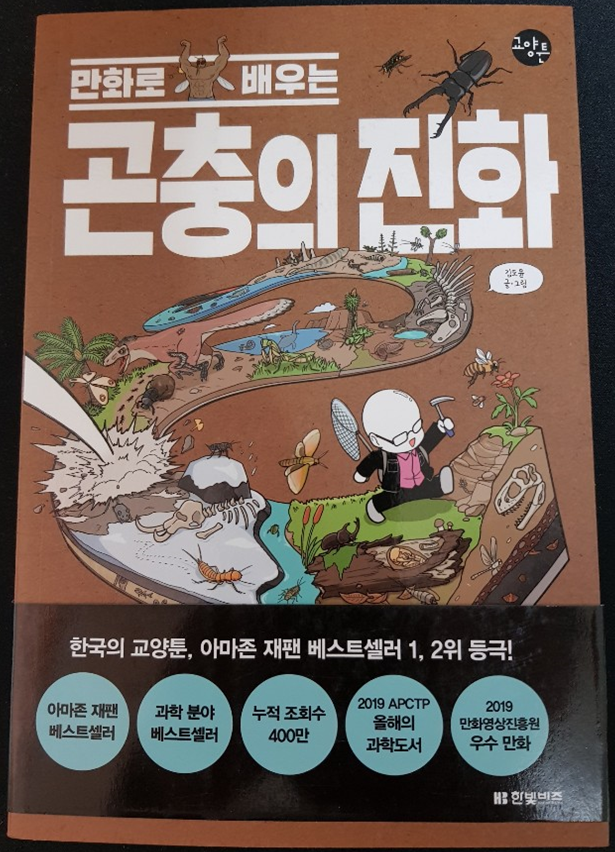 교양툰
만화로 배우는
곤충의 진화
김도윤
글·그림
한국의 교양툰, 아마존 재팬 베스트셀러 1, 2위 등극!
아마존 재팬
베스트셀러
과학 분야
베스트셀러
누적 조회수
400만
2019 APCTP
올해의
과학도서
2019
만화영상진흥원
우수 만화
HB 한빛비즈